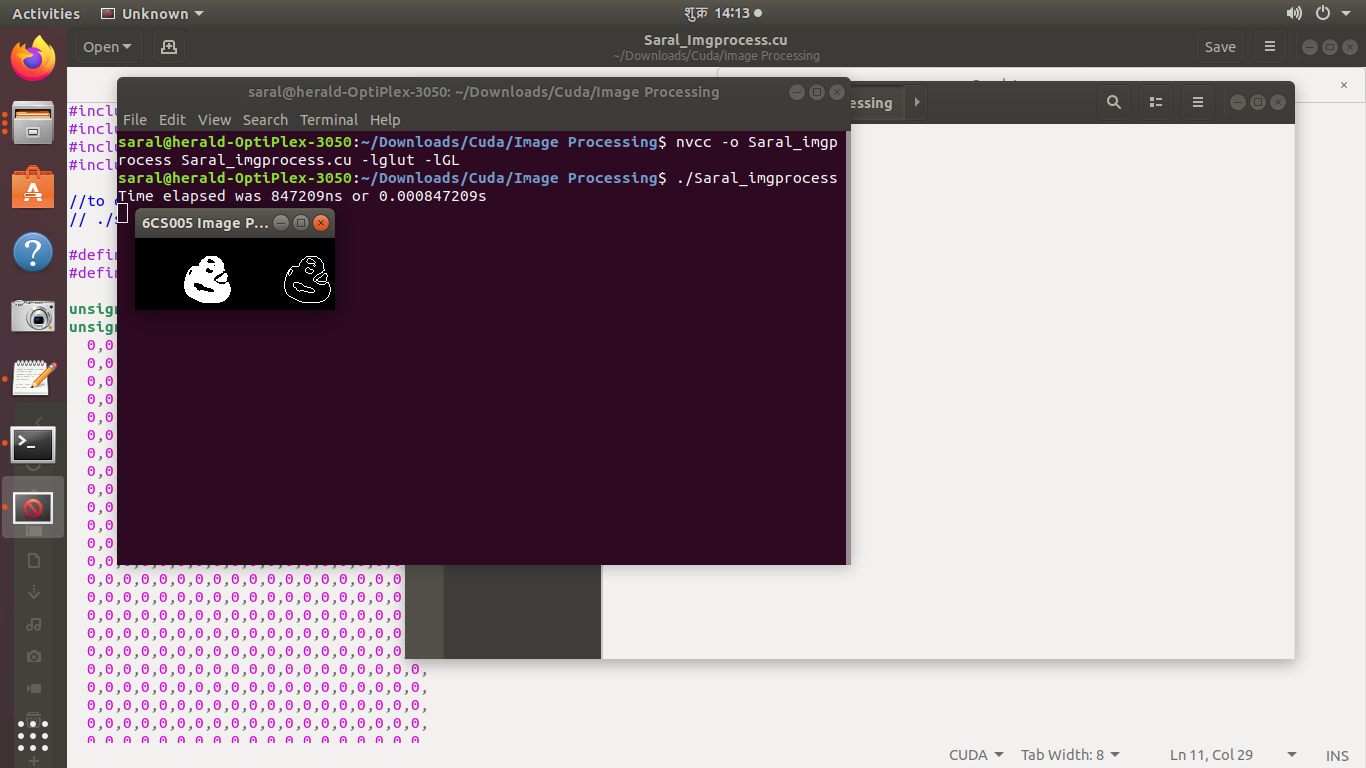 Activities
Unknown
शुक्र 14:13
Open
Saral_Imgprocess.cu
~/Downloads/Cuda/Image Processing
Save
saral@herald-OptiPlex-3050: ~/Downloads/Cuda/Image Processing
File Edit View Search Terminal Help
saral@herald-OptiPlex-3050:~/Downloads/Cuda/Image Processing$ nvcc -o Saral_imgp
rocess Saral_imgprocess.cu -lglut -lGL
saral@herald-OptiPlex-3050:~/Downloads/Cuda/Image Processing$ ./Saral_imgprocess
Time elapsed was 847209ns or 0.000847209s
6CS005 Image P...
essing
#inclu
#inclu
#inclu
#inclu
//to
// ./
#defin
#defin
unsign
unsign
0,0
0,0
0,0
0,0
0,0
0,0
0,0
0,0
0,0
0,0
0,0
0,0
0,0,0,0,0,0,0,0,0,0,0,0,0,0,0,0,0,0
0,0,0,0,0,0,0,0,0,0,0,0,0,0,0,0,0,0
0,0,0,0,0,0,0,0,0,0,0,0,0,0,0,0,0,0
0,0,0,0,0,0,0,0,0,0,0,0,0,0,0,0,0,0
0,0,0,0,0,0,0,0,0,0,0,0,0,0,0,0,0,0
0,0,0,0,0,0,0,0,0,0,0,0,0,0,0,0,0,0
0,0,0,0,0,0,0,0,0,0,0,0,0,0,0,0,0,0,0,
0,0,0,0,0,0,0,0,0,0,0,0,0,0,0,0,0,0,0,
0,0,0,0,0,0,0,0,0,0,0,0,0,0,0,0,0,0,0,
0,0,0,0,0,0,0,0,0,0,0,0,0,0,0,0,0,0,0,
CUDA Tab Width: 8 Ln 11, Col 29 INS